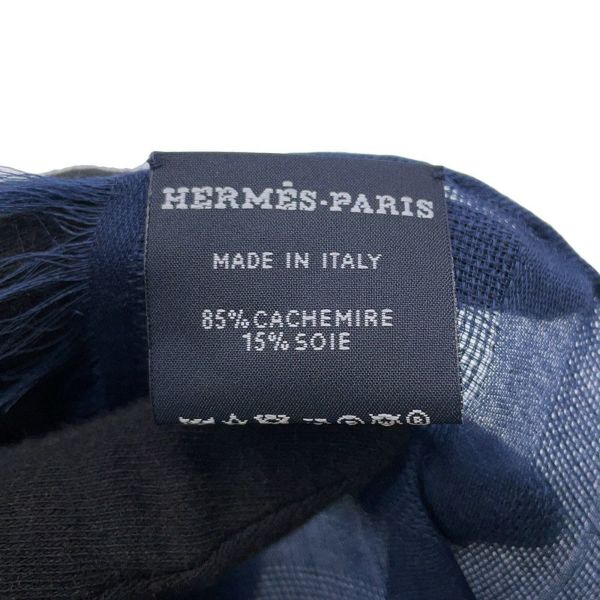 HERMÈS-PARIS
MADE IN ITALY
85% CACHEMIRE
15% SOIE